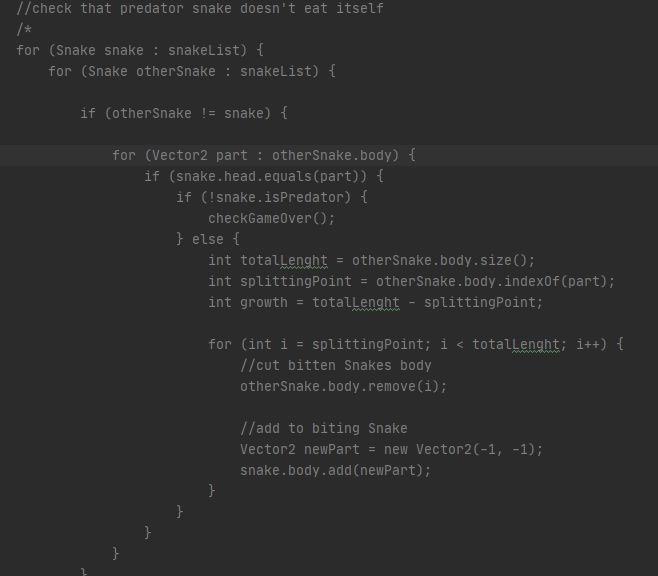 //check that predator snake doesn't eat itself
/*
for (Snake snake : snakeList) {
    for (Snake otherSnake : snakeList) {

        if (otherSnake != snake) {

            for (Vector2 part : otherSnake.body) {
                if (snake.head.equals(part)) {
                    if (!snake.isPredator) {
                        checkGameOver();
                    } else {
                        int totalLenght = otherSnake.body.size();
                        int splittingPoint = otherSnake.body.indexOf(part);
                        int growth = totalLenght - splittingPoint;

                        for (int i = splittingPoint; i < totalLenght; i++) {
                            //cut bitten Snakes body
                            otherSnake.body.remove(i);

                            //add to biting Snake
                            Vector2 newPart = new Vector2(-1, -1);
                            snake.body.add(newPart);
                        }
                    }
                }
            }
        }